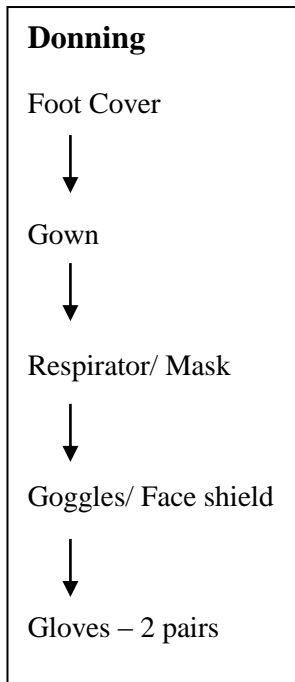 Donning
Foot Cover
Gown
Respirator/ Mask
Goggles/ Face shield
Gloves – 2 pairs